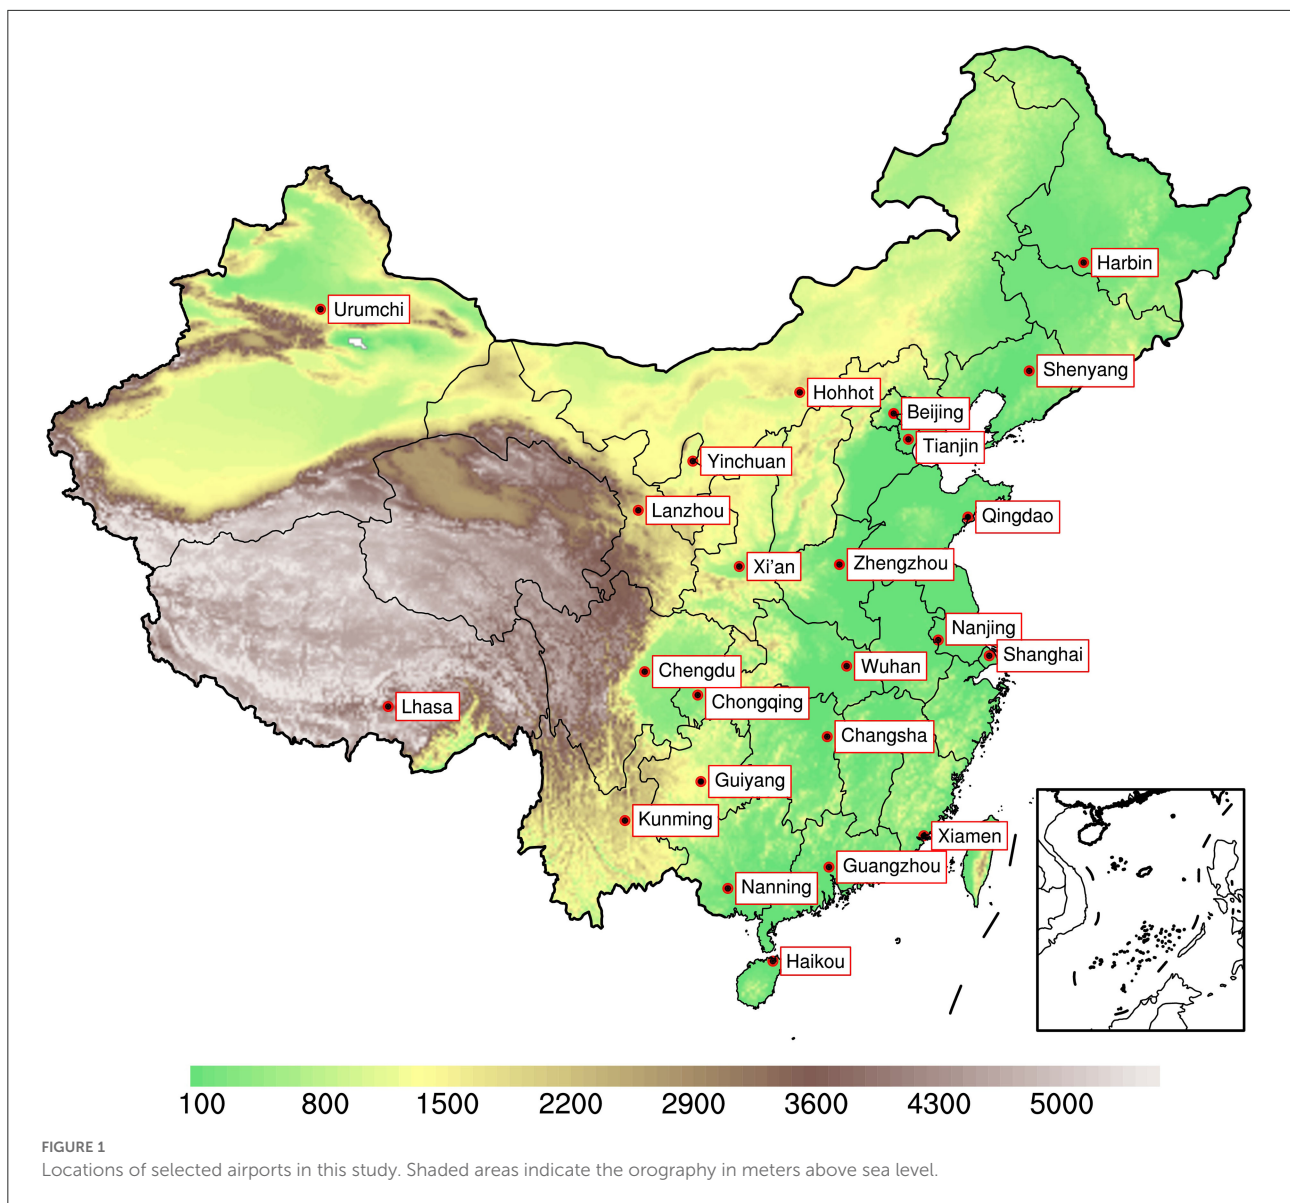 Harbin
Urumchi
Shenyang
Hohhot
Beijing
Tianjin
Yinchuan
Lanzhou
Qingdao
Xi'an
Zhengzhou
Nanjing
Shanghai
Wuhan
Chengdu
Chongqing
Lhasa
Changsha
Guiyang
Kunming
Xiamen
Guangzhou
Nanning
Haikou
100 800 1500 2200 2900 3600 4300 5000
FIGURE 1
Locations of selected airports in this study. Shaded areas indicate the orography in meters above sea level.